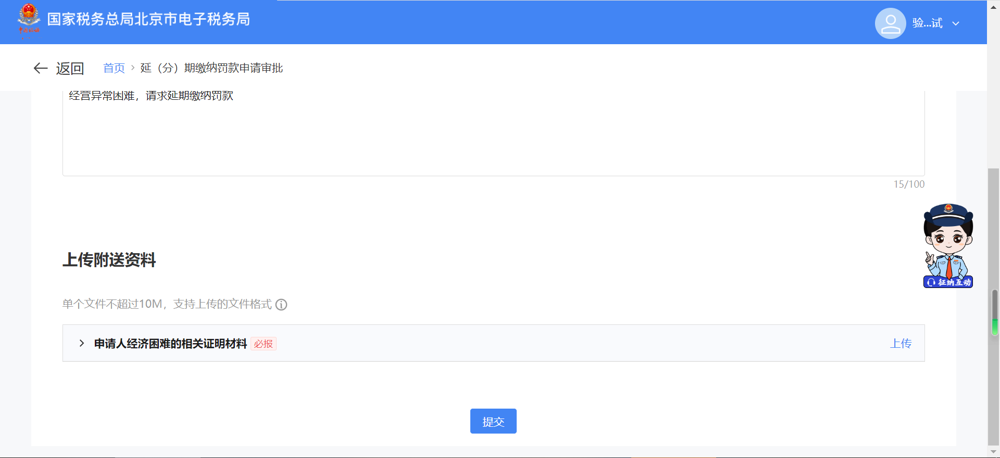 国家税务总局北京市电子税务局
验...试
返回
首页 > 延（分）期缴纳罚款申请审批
经营异常困难，请求延期缴纳罚款
15/100
征纳互动
上传附送资料
单个文件不超过10M，支持上传的文件格式
申请人经济困难的相关证明材料 必报
上传
提交